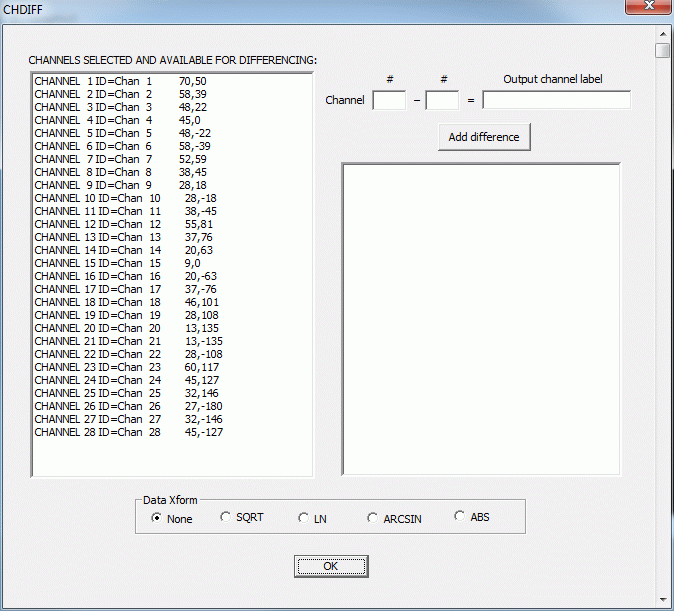 CHDIFF
CHANNELS SELECTED AND AVAILABLE FOR DIFFERENCING:
CHANNEL 1 ID=Chan 1 70,50
CHANNEL 2 ID=Chan 2 58,39
CHANNEL 3 ID=Chan 3 48,22
CHANNEL 4 ID=Chan 4 45,0
CHANNEL 5 ID=Chan 5 48,-22
CHANNEL 6 ID=Chan 6 58,-39
CHANNEL 7 ID=Chan 7 52,59
CHANNEL 8 ID=Chan 8 38,45
CHANNEL 9 ID=Chan 9 28,18
CHANNEL 10 ID=Chan 10 28,-18
CHANNEL 11 ID=Chan 11 38,-45
CHANNEL 12 ID=Chan 12 55,81
CHANNEL 13 ID=Chan 13 37,76
CHANNEL 14 ID=Chan 14 20,63
CHANNEL 15 ID=Chan 15 9,0
CHANNEL 16 ID=Chan 16 20,-63
CHANNEL 17 ID=Chan 17 37,-76
CHANNEL 18 ID=Chan 18 46,101
CHANNEL 19 ID=Chan 19 28,108
CHANNEL 20 ID=Chan 20 13,135
CHANNEL 21 ID=Chan 21 13,-135
CHANNEL 22 ID=Chan 22 28,-108
CHANNEL 23 ID=Chan 23 60,117
CHANNEL 24 ID=Chan 24 45,127
CHANNEL 25 ID=Chan 25 32,146
CHANNEL 26 ID=Chan 26 27,-180
CHANNEL 27 ID=Chan 27 32,-146
CHANNEL 28 ID=Chan 28 45,-127
# # Output channel label
Channel – =
Add difference
Data Xform
None SQRT LN ARCSIN ABS
OK